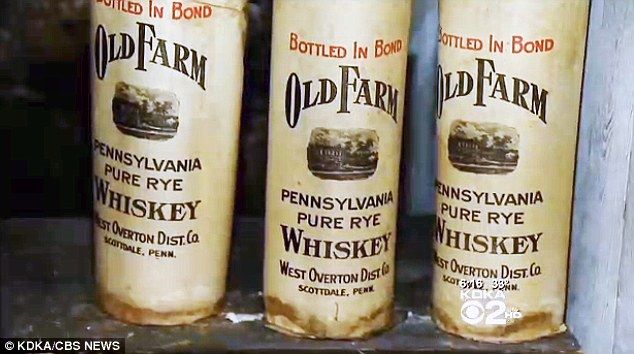 BOTTLED IN BOND
OLD FARM
PENNSYLVANIA
PURE RYE
WHISKEY
WEST OVERTON DIST. CO.
SCOTTDALE, PENN.
BOTTLED IN BOND
OLD FARM
PENNSYLVANIA
PURE RYE
WHISKEY
WEST OVERTON DIST. CO.
SCOTTDALE, PENN.
BOTTLED IN BOND
OLD FARM
PENNSYLVANIA
PURE RYE
WHISKEY
WEST OVERTON DIST. CO.
PENN.
KDKA
2 HD
© KDKA/CBS NEWS